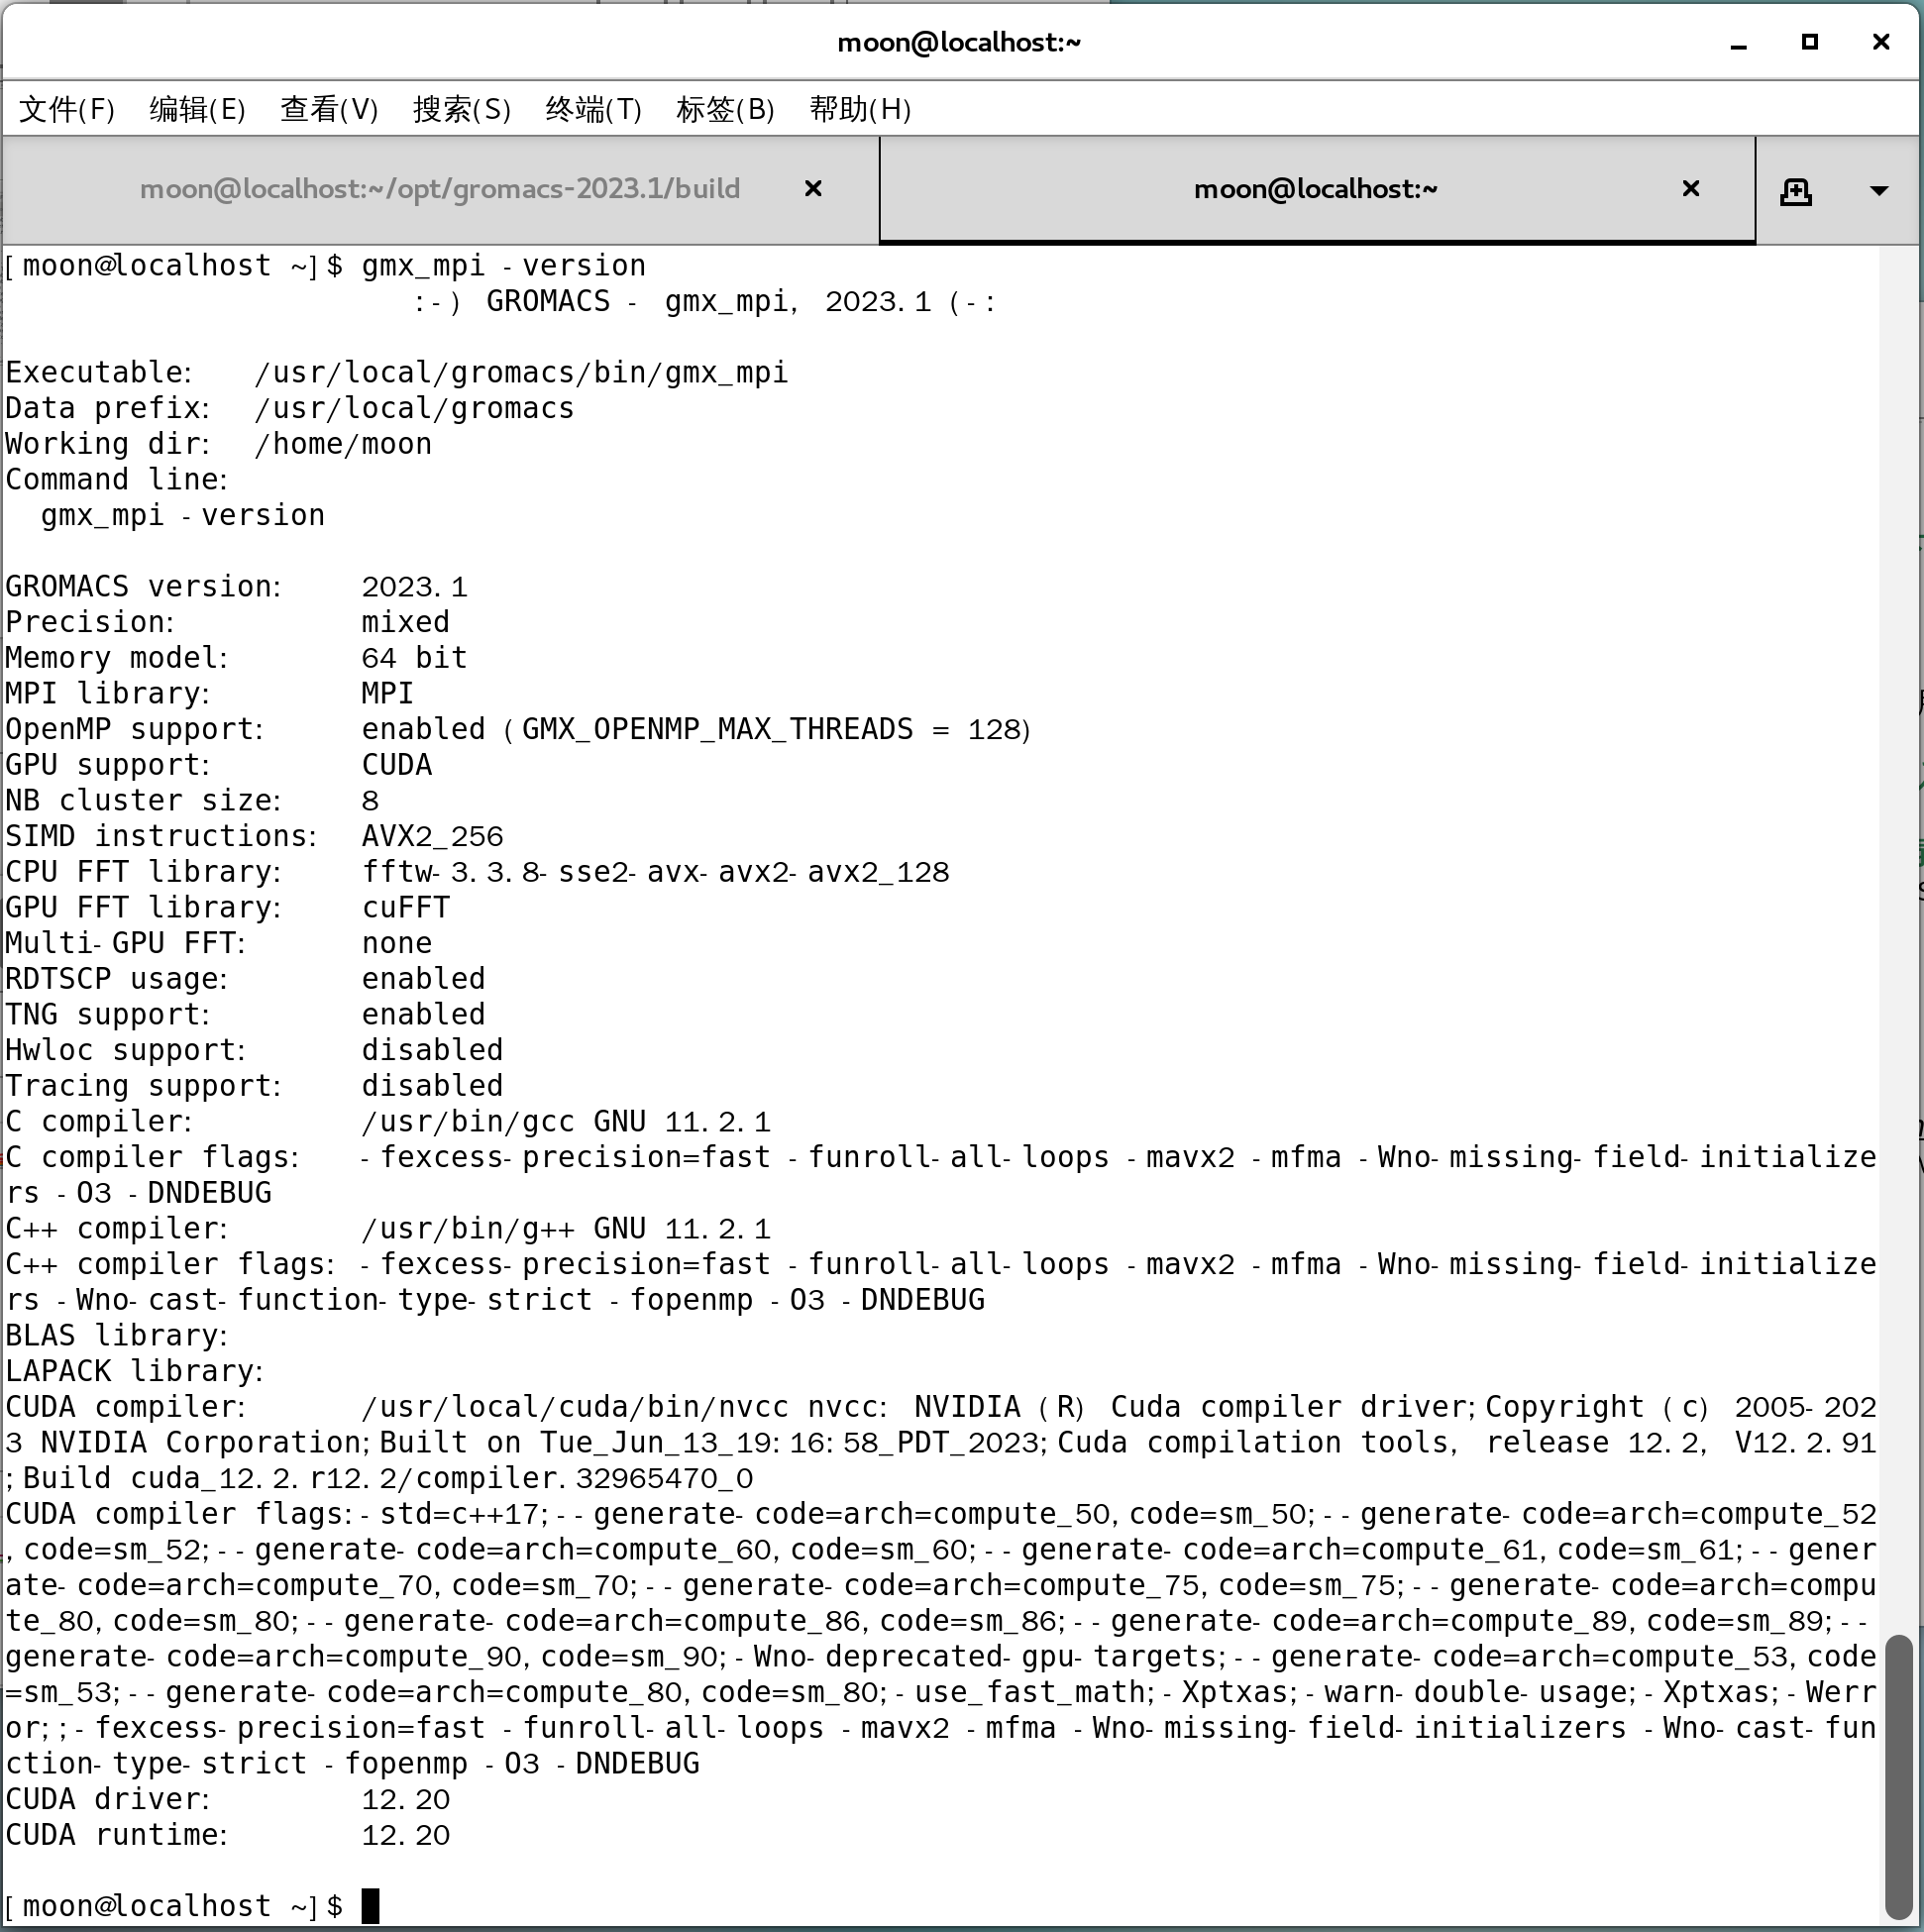 moon@localhost:~
文件(F) 编辑(E) 查看(V) 搜索(S) 终端(T) 标签(B) 帮助(H)
moon@localhost:~/opt/gromacs-2023.1/build moon@localhost:~
[moon@localhost ~]$ gmx_mpi -version
:-) GROMACS - gmx_mpi, 2023.1 (-:
Executable:   /usr/local/gromacs/bin/gmx_mpi
Data prefix:  /usr/local/gromacs
Working dir:  /home/moon
Command line:
  gmx_mpi -version
GROMACS version:    2023.1
Precision:          mixed
Memory model:       64 bit
MPI library:        MPI
OpenMP support:     enabled (GMX_OPENMP_MAX_THREADS = 128)
GPU support:        CUDA
NB cluster size:    8
SIMD instructions:  AVX2_256
CPU FFT library:    fftw-3.3.8-sse2-avx-avx2-avx2_128
GPU FFT library:    cuFFT
Multi-GPU FFT:      none
RDTSCP usage:       enabled
TNG support:        enabled
Hwloc support:      disabled
Tracing support:    disabled
C compiler:         /usr/bin/gcc GNU 11.2.1
C compiler flags:   -fexcess-precision=fast -funroll-all-loops -mavx2 -mfma -Wno-missing-field-initialize
rs -O3 -DNDEBUG
C++ compiler:       /usr/bin/g++ GNU 11.2.1
C++ compiler flags: -fexcess-precision=fast -funroll-all-loops -mavx2 -mfma -Wno-missing-field-initialize
rs -Wno-cast-function-type-strict -fopenmp -O3 -DNDEBUG
BLAS library:
LAPACK library:
CUDA compiler:      /usr/local/cuda/bin/nvcc nvcc: NVIDIA (R) Cuda compiler driver;Copyright (c) 2005-202
3 NVIDIA Corporation;Built on Tue_Jun_13_19:16:58_PDT_2023;Cuda compilation tools, release 12.2, V12.2.91
;Build cuda_12.2.r12.2/compiler.32965470_0
CUDA compiler flags:-std=c++17;--generate-code=arch=compute_50,code=sm_50;--generate-code=arch=compute_52
,code=sm_52;--generate-code=arch=compute_60,code=sm_60;--generate-code=arch=compute_61,code=sm_61;--gener
ate-code=arch=compute_70,code=sm_70;--generate-code=arch=compute_75,code=sm_75;--generate-code=arch=compu
te_80,code=sm_80;--generate-code=arch=compute_86,code=sm_86;--generate-code=arch=compute_89,code=sm_89;--
generate-code=arch=compute_90,code=sm_90;-Wno-deprecated-gpu-targets;--generate-code=arch=compute_53,code
=sm_53;--generate-code=arch=compute_80,code=sm_80;-use_fast_math;-Xptxas;-warn-double-usage;-Xptxas;-Werr
or;;-fexcess-precision=fast -funroll-all-loops -mavx2 -mfma -Wno-missing-field-initializers -Wno-cast-fun
ction-type-strict -fopenmp -O3 -DNDEBUG
CUDA driver:        12.20
CUDA runtime:       12.20
[moon@localhost ~]$